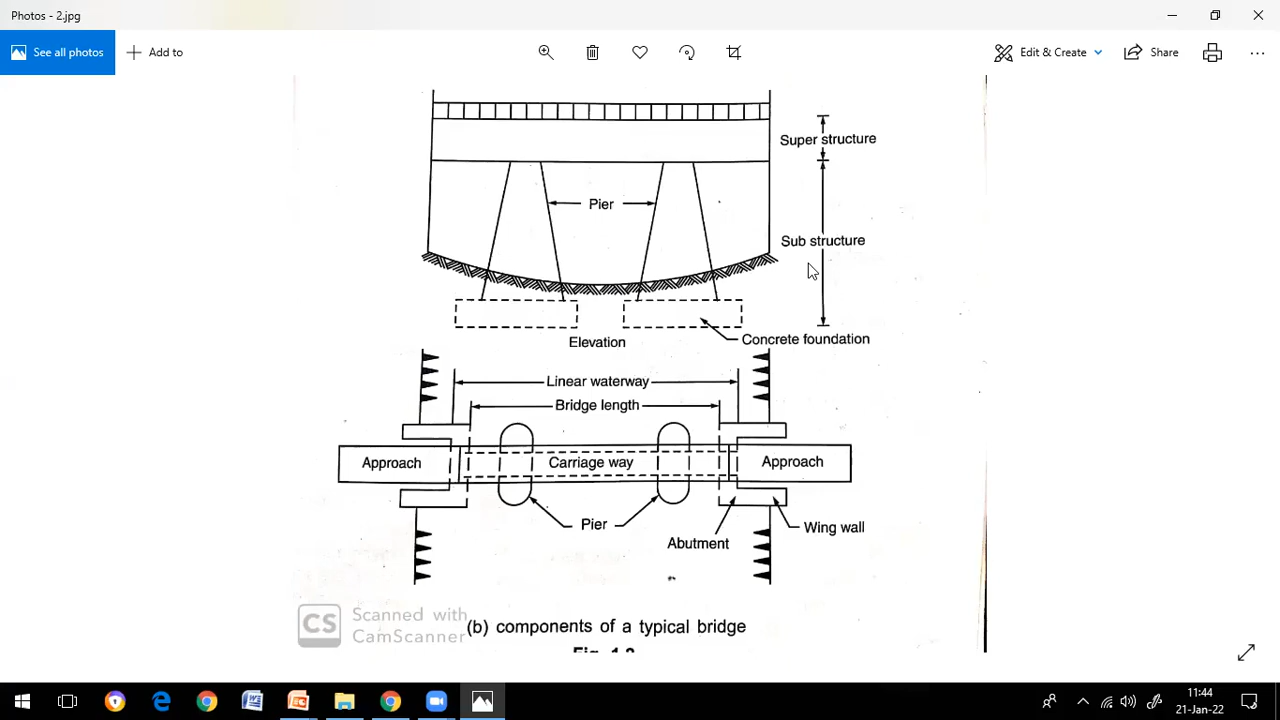 Photos - 2.jpg
See all photos
Add to
Edit & Create
Share
Super structure
Pier
Sub structure
Concrete foundation
Elevation
Linear waterway
Bridge length
Approach
Carriage way
Approach
Pier
Wing wall
Abutment
CS Scanned with
CamScanner
(b) components of a typical bridge
11:44
21-Jan-22